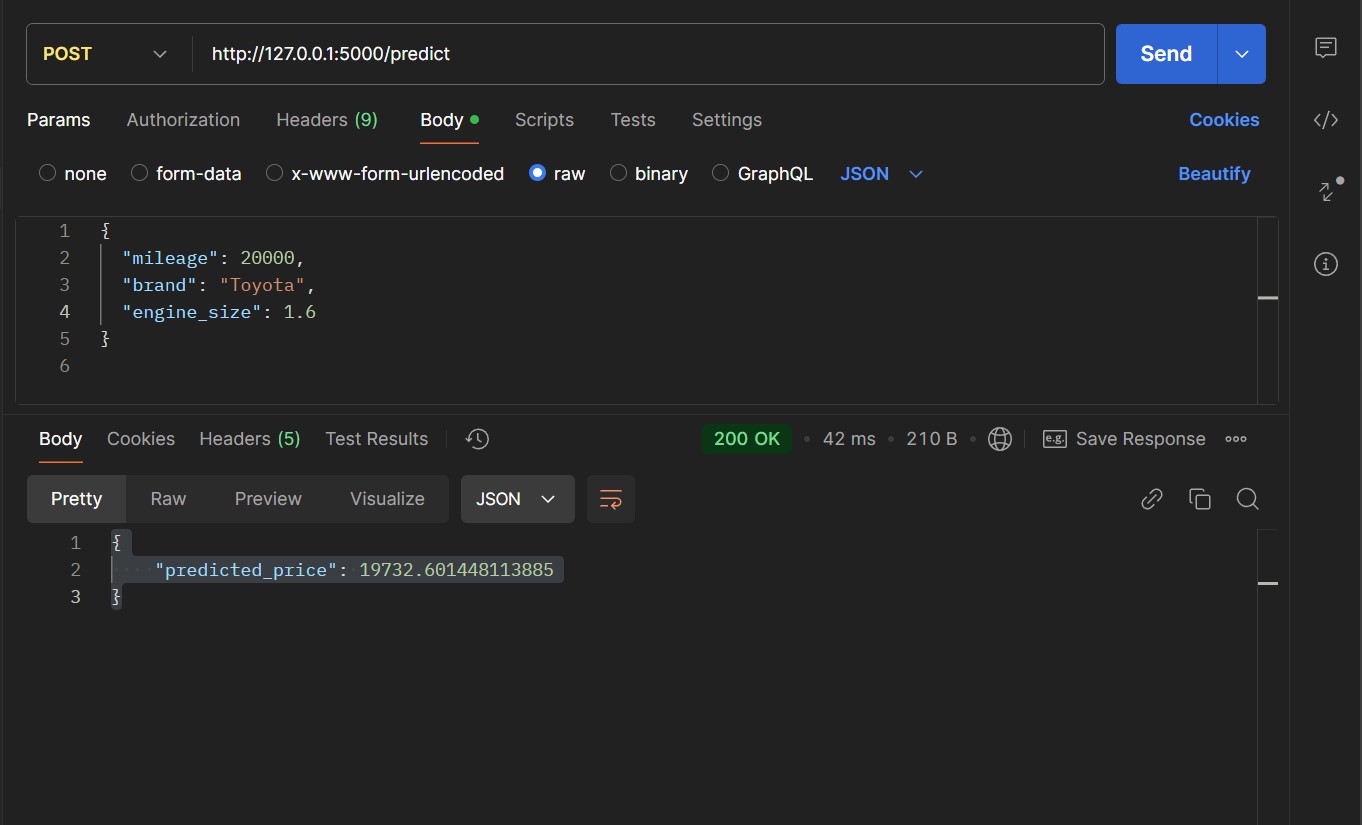 POST http://127.0.0.1:5000/predict Send
Params Authorization Headers (9) Body Scripts Tests Settings Cookies
none form-data x-www-form-urlencoded raw binary GraphQL JSON Beautify
1 {
2 "mileage": 20000,
3 "brand": "Toyota",
4 "engine_size": 1.6
5 }
6
Body Cookies Headers (5) Test Results 200 OK 42 ms 210 B e.g. Save Response
Pretty Raw Preview Visualize JSON
1 {
2 "predicted_price": 19732.601448113885
3 }